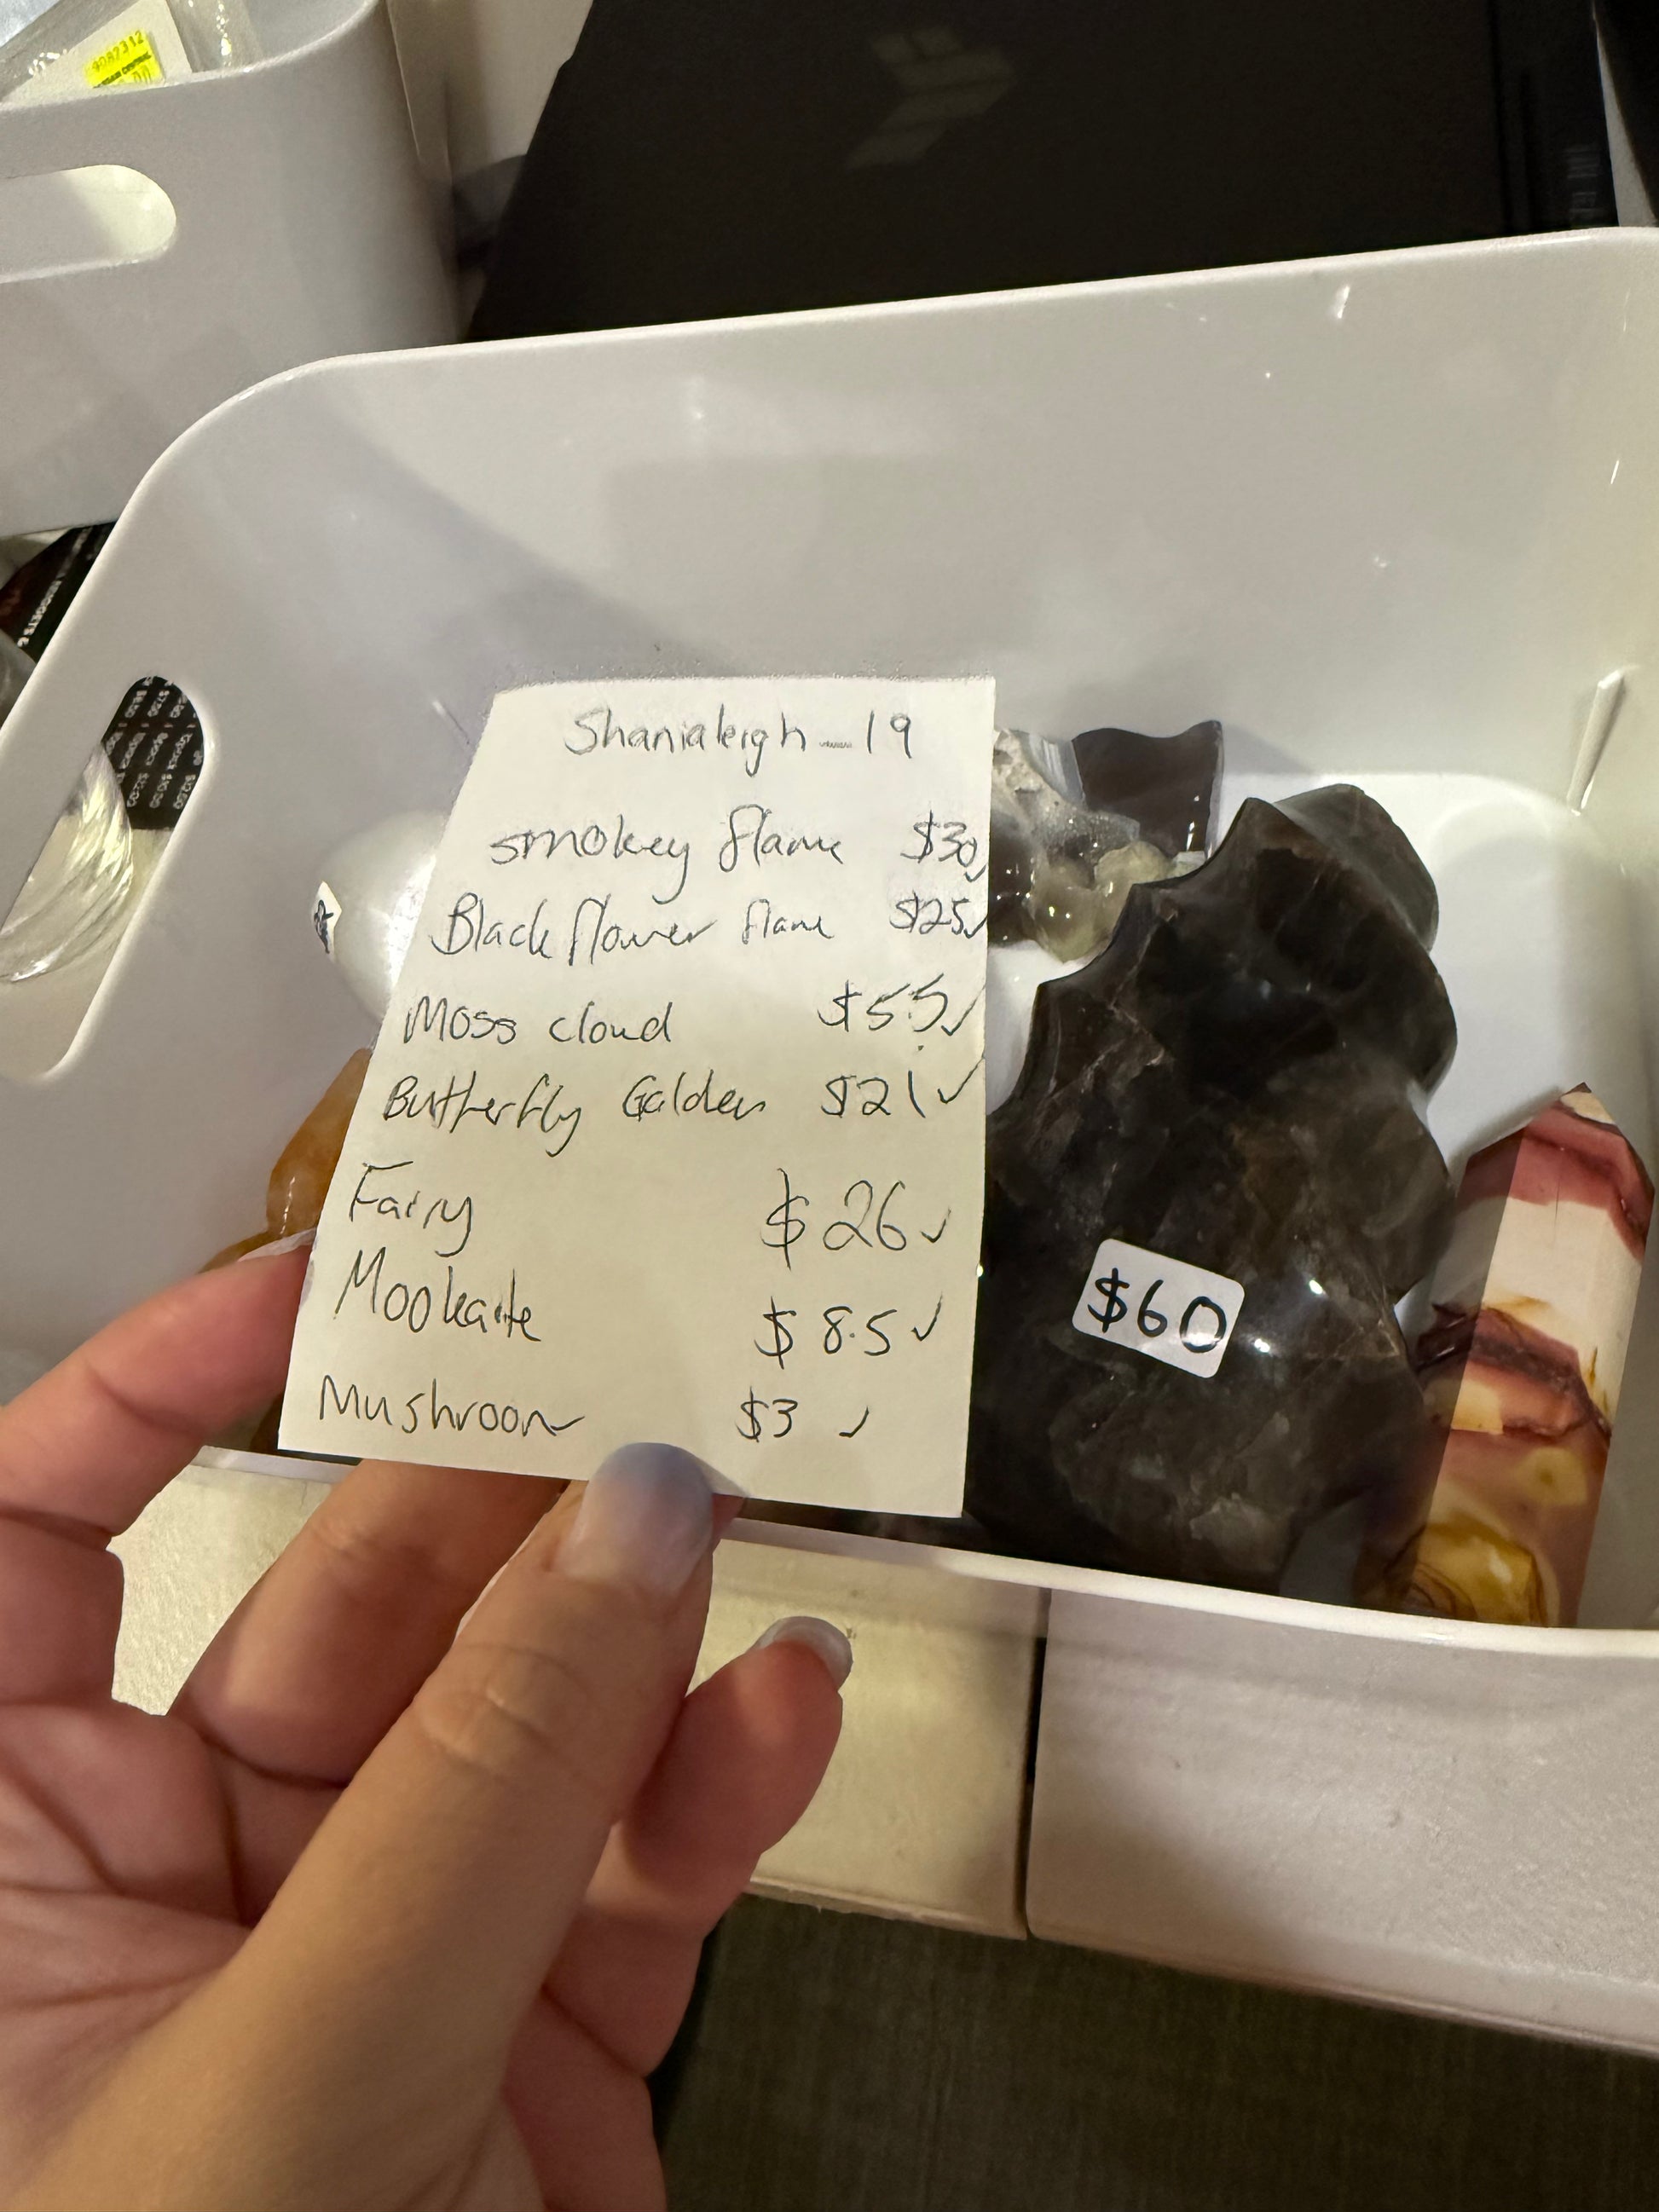 4082312
Shanialeigh_19
smokey flame $30
Black flower flame $25
Moss cloud $55
Butterfly Golden $21
Fairy $26
Mookaite $8.5
Mushroom $3
$60